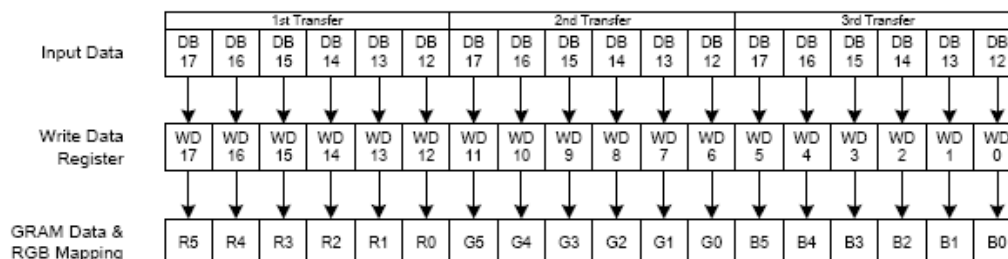 1st Transfer 2nd Transfer 3rd Transfer
Input Data DB 17 DB 16 DB 15 DB 14 DB 13 DB 12 DB 17 DB 16 DB 15 DB 14 DB 13 DB 12 DB 17 DB 16 DB 15 DB 14 DB 13 DB 12
Write Data Register WD 17 WD 16 WD 15 WD 14 WD 13 WD 12 WD 11 WD 10 WD 9 WD 8 WD 7 WD 6 WD 5 WD 4 WD 3 WD 2 WD 1 WD 0
GRAM Data & RGB Mapping R5 R4 R3 R2 R1 R0 G5 G4 G3 G2 G1 G0 B5 B4 B3 B2 B1 B0